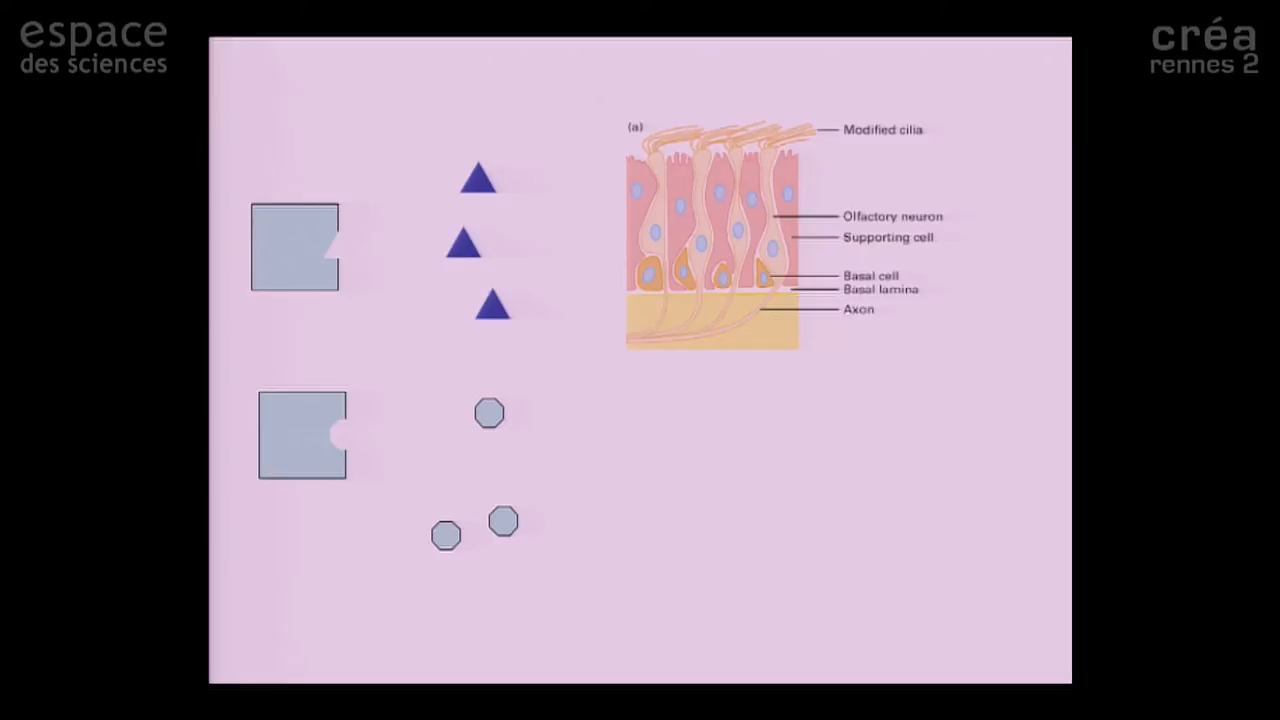 espace
des sciences
créa
rennes 2
(a)
Modified cilia
Olfactory neuron
Supporting cell
Basal cell
Basal lamina
Axon